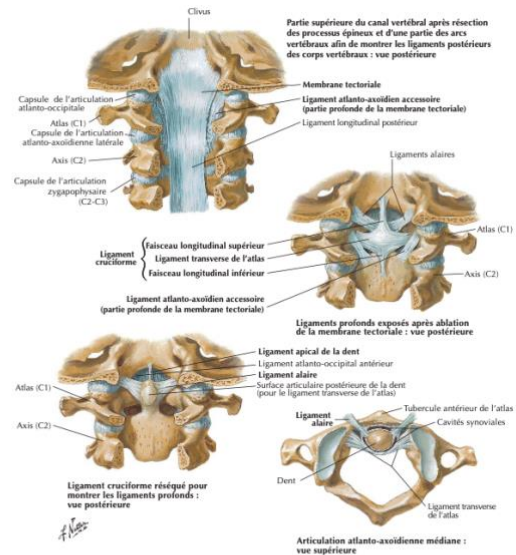 Clivus
Partie supérieure du canal vertébral après résection
des processus épineux et d'une partie des arcs
vertébraux afin de montrer les ligaments postérieurs
des corps vertébraux : vue postérieure
Membrane tectoriale
Capsule de l'articulation
atlanto-occipitale
Ligament atlanto-axoïdien accessoire
(partie profonde de la membrane tectoriale)
Atlas (C1)
Ligament longitudinal postérieur
Capsule de l'articulation
atlanto-axoïdienne latérale
Axis (C2)
Capsule de l'articulation
zygapophysaire
(C2-C3)
Ligaments alaires
Ligament
cruciforme
Faisceau longitudinal supérieur
Ligament transverse de l'atlas
Faisceau longitudinal inférieur
Atlas (C1)
Axis (C2)
Ligament atlanto-axoïdien accessoire
(partie profonde de la membrane tectoriale)
Ligaments profonds exposés après ablation
de la membrane tectoriale : vue postérieure
Ligament apical de la dent
Ligament atlanto-occipital antérieur
Ligament alaire
Surface articulaire postérieure de la dent
(pour le ligament transverse de l'atlas)
Atlas (C1)
Axis (C2)
Ligament cruciforme réséqué pour
montrer les ligaments profonds :
vue postérieure
Tubercule antérieur de l'atlas
Ligament
alaire
Cavités synoviales
Dent
Ligament transverse
de l'atlas
Articulation atlanto-axoïdienne médiane :
vue supérieure